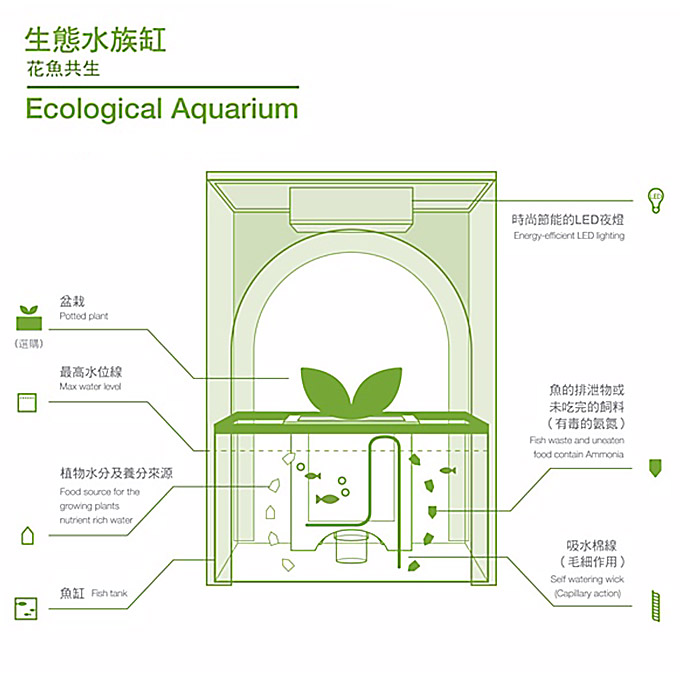 生態水族缸
花魚共生
Ecological Aquarium
LED
時尚節能的LED夜燈
Energy-efficient LED lighting
盆栽
Potted plant
(選購)
最高水位線
Max water level
魚的排泄物或
未吃完的飼料
（有毒的氨氮）
Fish waste and uneaten
food contain Ammonia
植物水分及養分來源
Food source for the
growing plants
nutrient rich water
吸水棉線
（毛細作用）
Self watering wick
(Capillary action)
魚缸 Fish tank